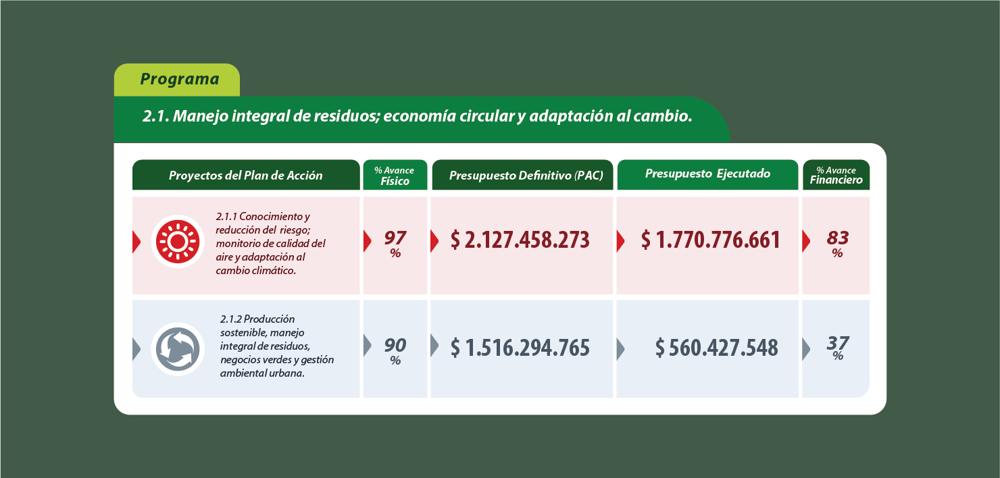 Programa
2.1. Manejo integral de residuos; economía circular y adaptación al cambio.
Proyectos del Plan de Acción
% Avance
Físico
Presupuesto Definitivo (PAC)
Presupuesto Ejecutado
% Avance
Financiero
2.1.1 Conocimiento y
reducción del riesgo;
monitorio de calidad del
aire y adaptación al
cambio climático.
97
%
$ 2.127.458.273
$ 1.770.776.661
83
%
2.1.2 Producción
sostenible, manejo
integral de residuos,
negocios verdes y gestión
ambiental urbana.
90
%
$ 1.516.294.765
$ 560.427.548
37
%